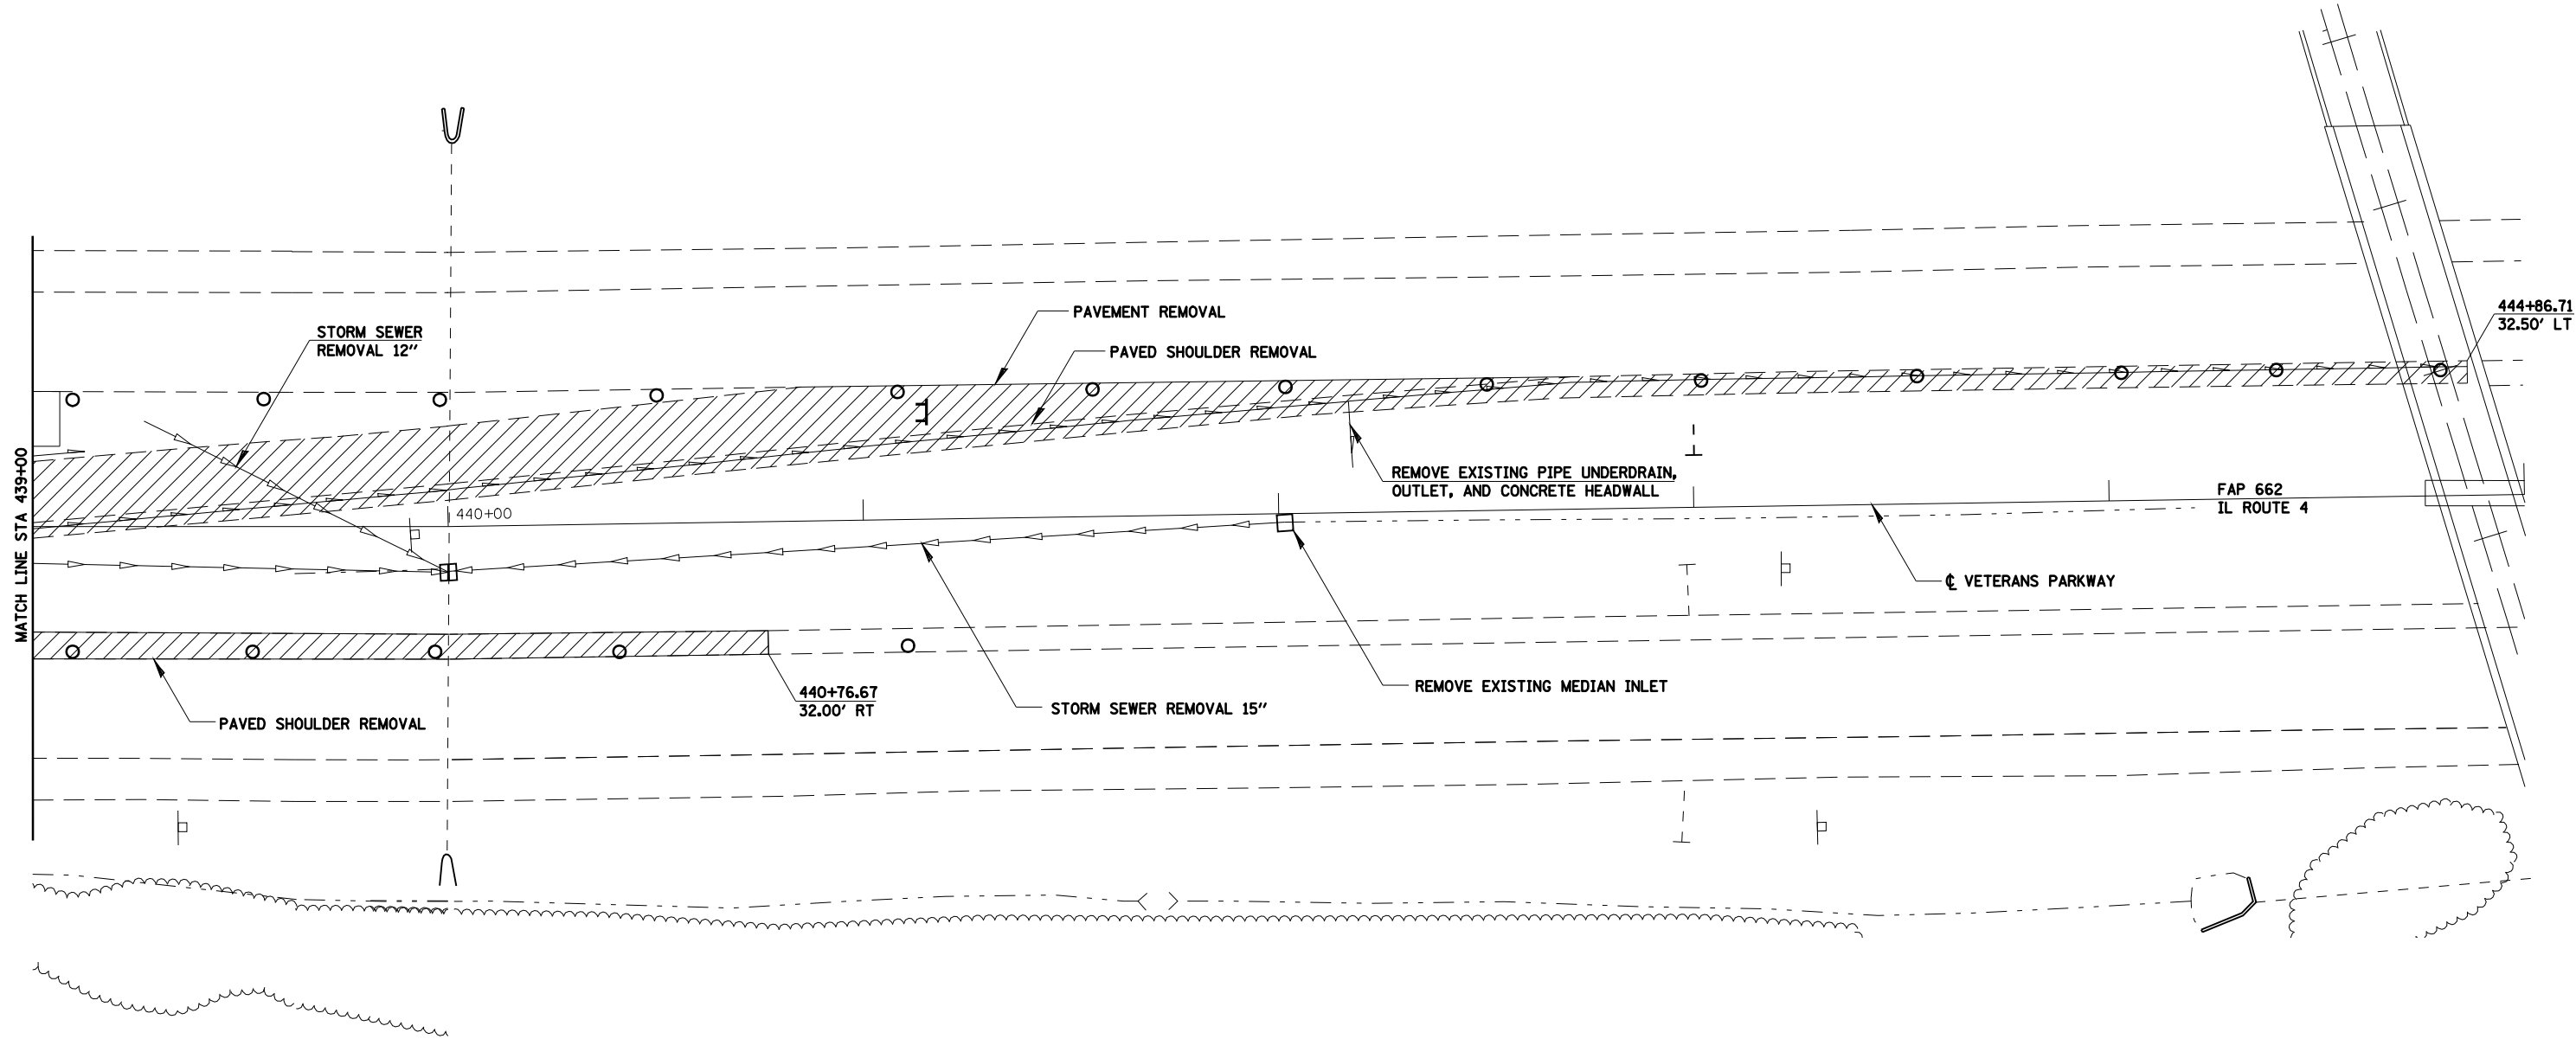 444+86.71
32.50' LT
PAVEMENT REMOVAL
STORM SEWER
REMOVAL 12"
PAVED SHOULDER REMOVAL
MATCH LINE STA 439+00
REMOVE EXISTING PIPE UNDERDRAIN,
OUTLET, AND CONCRETE HEADWALL
FAP 662
IL ROUTE 4
440+00
℄ VETERANS PARKWAY
440+76.67
32.00' RT
REMOVE EXISTING MEDIAN INLET
STORM SEWER REMOVAL 15"
PAVED SHOULDER REMOVAL